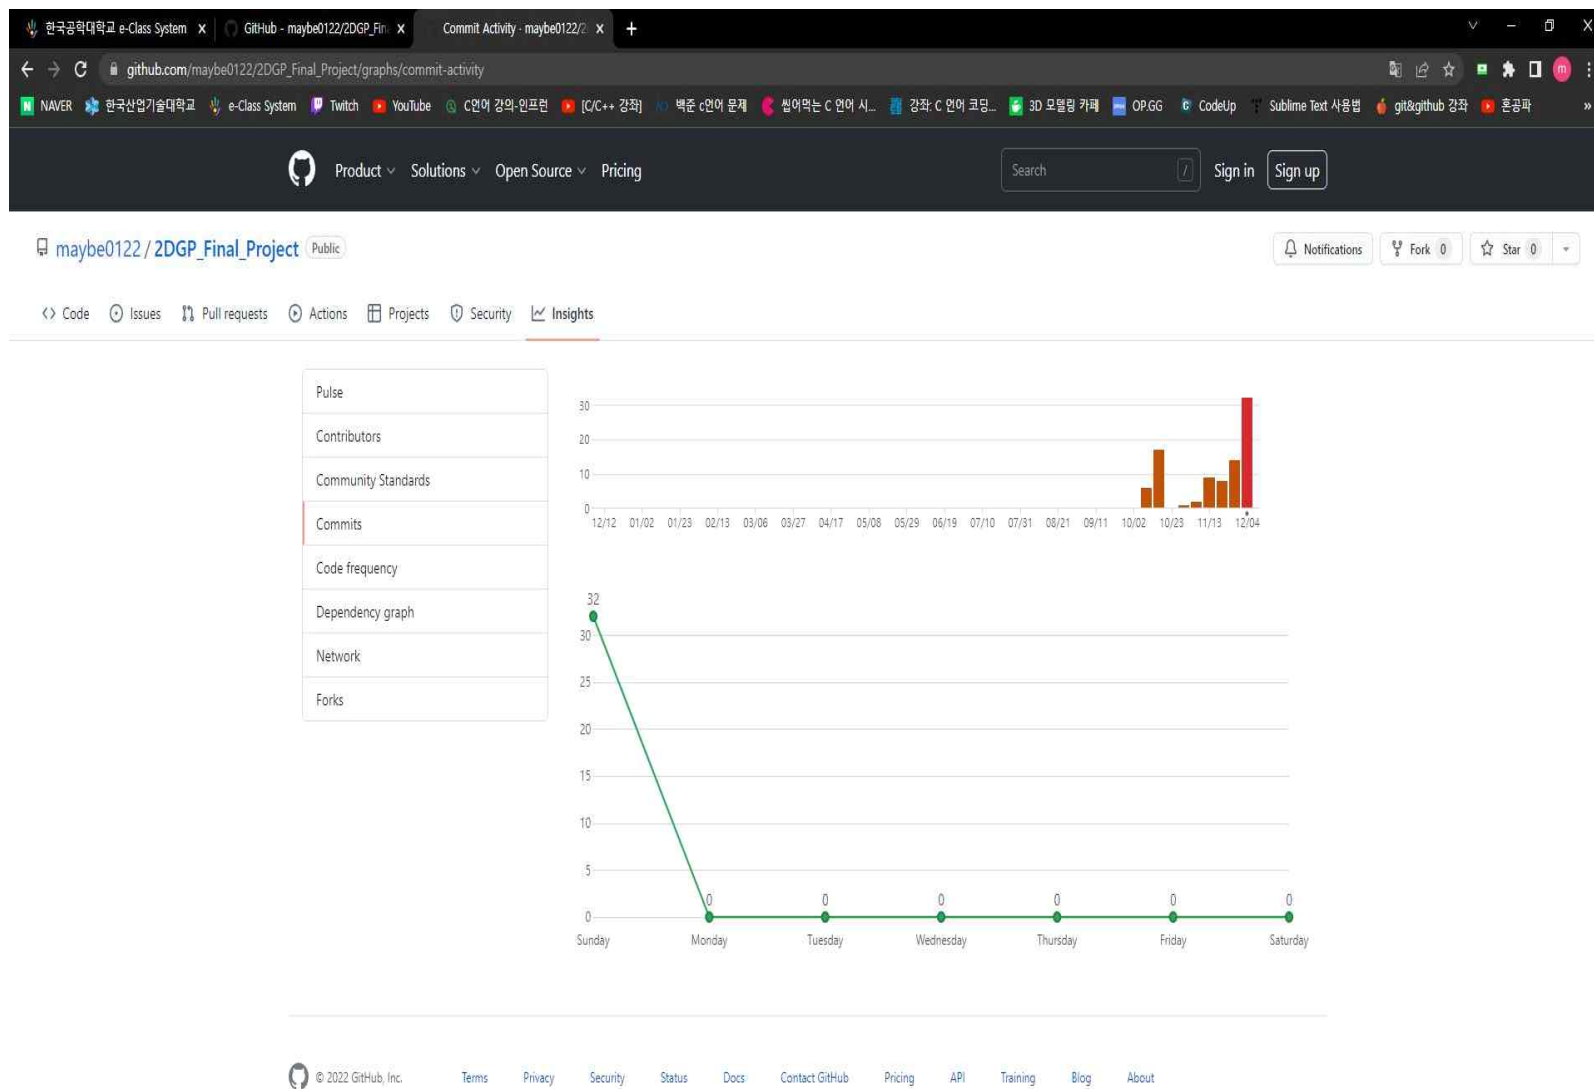 한국공학대학교 e-Class System
GitHub - maybe0122/2DGP_Fin
Commit Activity · maybe0122/2
github.com/maybe0122/2DGP_Final_Project/graphs/commit-activity
NAVER 한국산업기술대학교 e-Class System Twitch YouTube C언어 강의-인프런 [C/C++ 강좌] 백준 c언어 문제 씹어먹는 C 언어 시... 강좌: C 언어 코딩... 3D 모델링 카페 OP.GG CodeUp Sublime Text 사용법 git&github 강좌 혼공파 »
Product Solutions Open Source Pricing Search / Sign in Sign up
maybe0122 / 2DGP_Final_Project Public Notifications Fork 0 Star 0
Code Issues Pull requests Actions Projects Security Insights
Pulse
Contributors
Community Standards
Commits
Code frequency
Dependency graph
Network
Forks
30
20
10
0
12/12 01/02 01/23 02/13 03/06 03/27 04/17 05/08 05/29 06/19 07/10 07/31 08/21 09/11 10/02 10/23 11/13 12/04
32
30
25
20
15
10
5
0 0 0 0 0 0
0
Sunday Monday Tuesday Wednesday Thursday Friday Saturday
© 2022 GitHub, Inc. Terms Privacy Security Status Docs Contact GitHub Pricing API Training Blog About